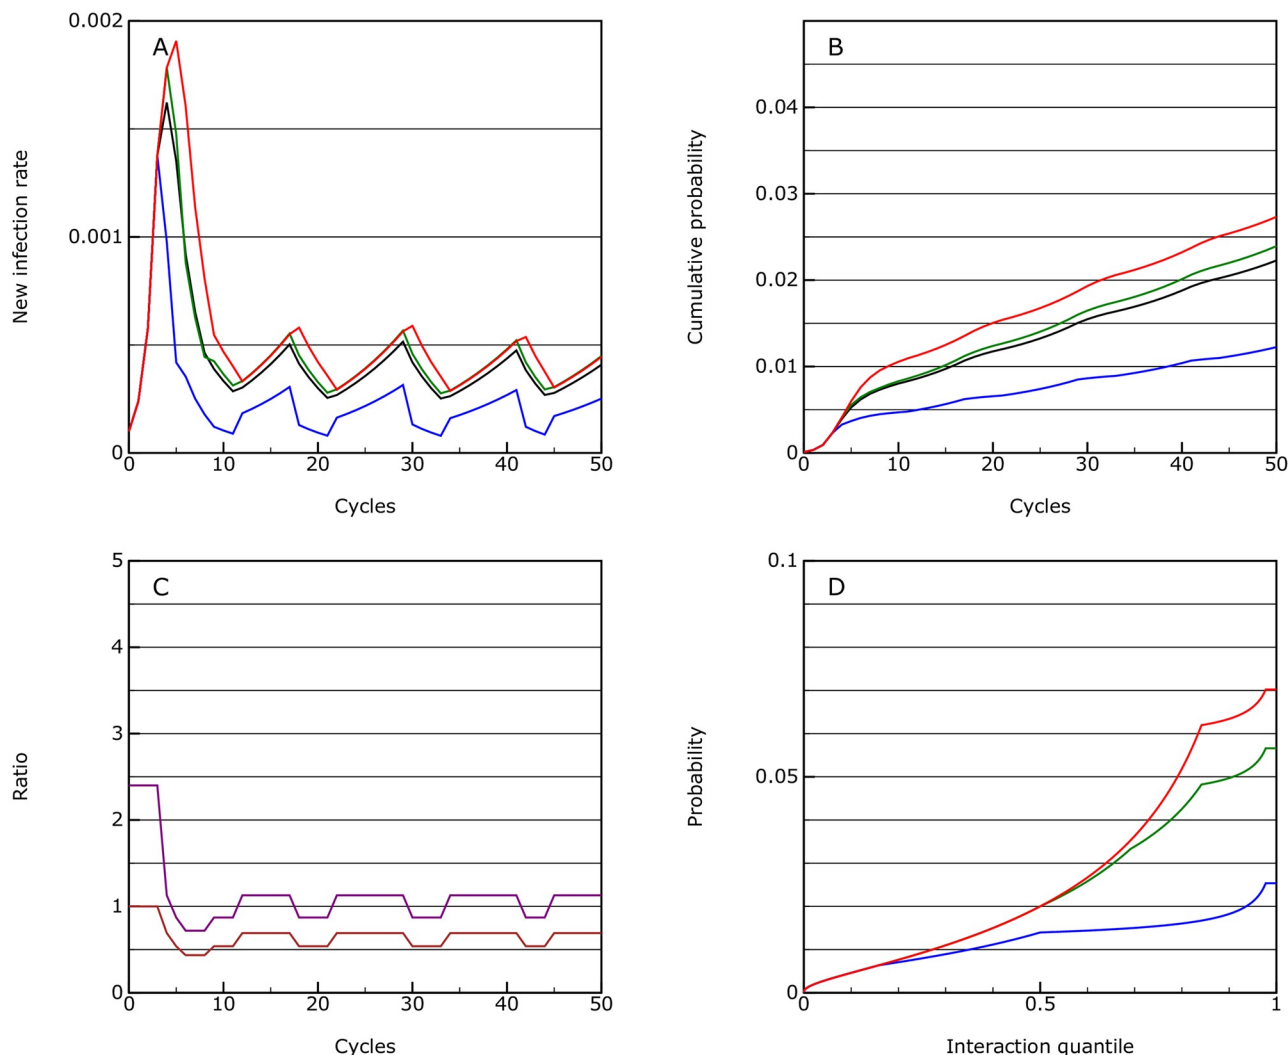 A
New infection rate
0.002
0.001
0
0 10 20 30 40 50
Cycles
B
Cumulative probability
0.04
0.03
0.02
0.01
0
0 10 20 30 40 50
Cycles
C
Ratio
5
4
3
2
1
0
0 10 20 30 40 50
Cycles
D
Probability
0.1
0.05
0
0 0.5 1
Interaction quantile